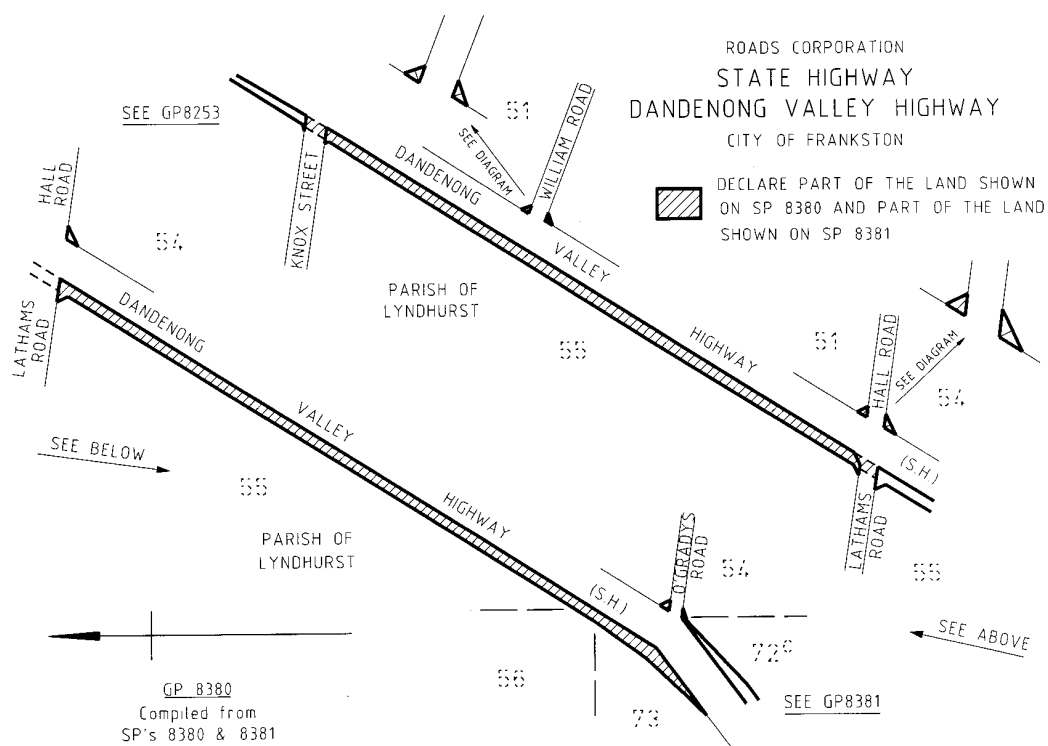 ROADS CORPORATION
STATE HIGHWAY
DANDENONG VALLEY HIGHWAY
CITY OF FRANKSTON
DECLARE PART OF THE LAND SHOWN
ON SP 8380 AND PART OF THE LAND
SHOWN ON SP 8381
SEE GP8253
KNOX STREET
51
SEE DIAGRAM
WILLIAM ROAD
DANDENONG
VALLEY
HIGHWAY
(S.H.)
PARISH OF
LYNDHURST
55
51
HALL ROAD
SEE DIAGRAM
54
LATHAMS
ROAD
55
SEE ABOVE
HALL
ROAD
54
LATHAMS
ROAD
DANDENONG
VALLEY
HIGHWAY
(S.H.)
SEE BELOW
55
PARISH OF
LYNDHURST
O'GRADYS
ROAD
54
72C
56
73
SEE GP8381
GP 8380
Compiled from
SP's 8380 & 8381